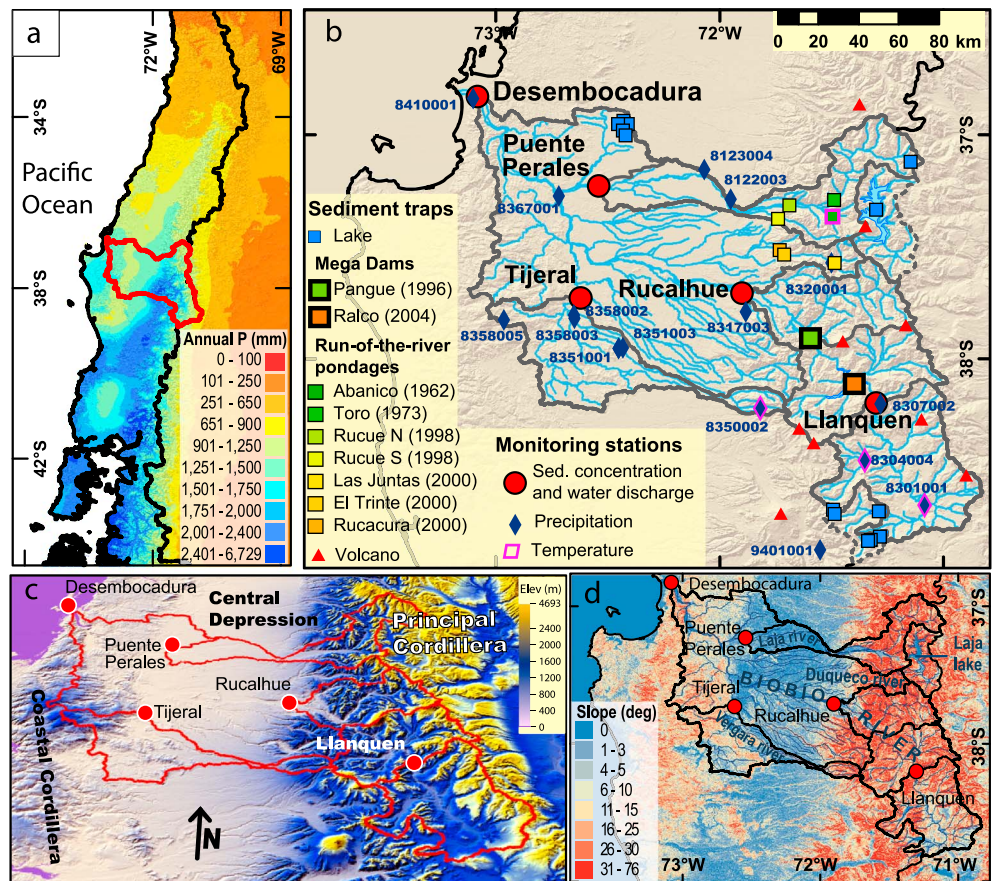 a
72°W
69°W
34°S
Pacific
Ocean
38°S
42°S
Annual P (mm)
0 - 100
101 - 250
251 - 650
651 - 900
901 - 1,250
1,251 - 1,500
1,501 - 1,750
1,751 - 2,000
2,001 - 2,400
2,401 - 6,729
b
73°W
72°W
0 20 40 60 80 km
37°S
38°S
Desembocadura
8410001
Puente
Perales
8123004
8122003
8367001
Tijeral
Rucalhue
8320001
8358002
8358005
8358003
8351003
8351001
8317003
8350002
Llanquen
8307002
8304004
8301001
9401001
Sediment traps
Lake
Mega Dams
Pangue (1996)
Ralco (2004)
Run-of-the-river
pondages
Abanico (1962)
Toro (1973)
Rucue N (1998)
Rucue S (1998)
Las Juntas (2000)
El Trinte (2000)
Rucacura (2000)
Volcano
Monitoring stations
Sed. concentration
and water discharge
Precipitation
Temperature
c
Desembocadura
Central
Depression
Puente
Perales
Rucalhue
Tijeral
Llanquen
Principal
Cordillera
Coastal Cordillera
N
Elev (m)
4693
2000
1800
1600
1400
1200
1000
800
600
400
200
0
d
Desembocadura
Puente
Perales
Laja river
Laja
lake
Duqueco river
Tijeral
BIOBIO
RIVER
Rucalhue
Vergara river
Llanquen
37°S
38°S
73°W
72°W
71°W
Slope (deg)
0
1 - 3
4 - 5
6 - 10
11 - 15
16 - 25
26 - 30
31 - 76